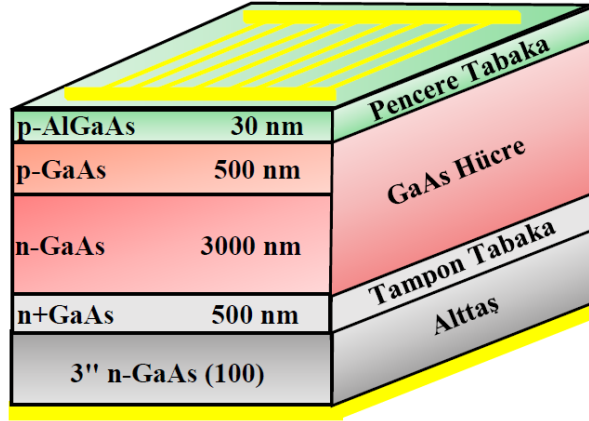 p-AlGaAs 30 nm
p-GaAs 500 nm
n-GaAs 3000 nm
n+GaAs 500 nm
3" n-GaAs (100)
Pencere Tabaka
GaAs Hücre
Tampon Tabaka
Alttaş